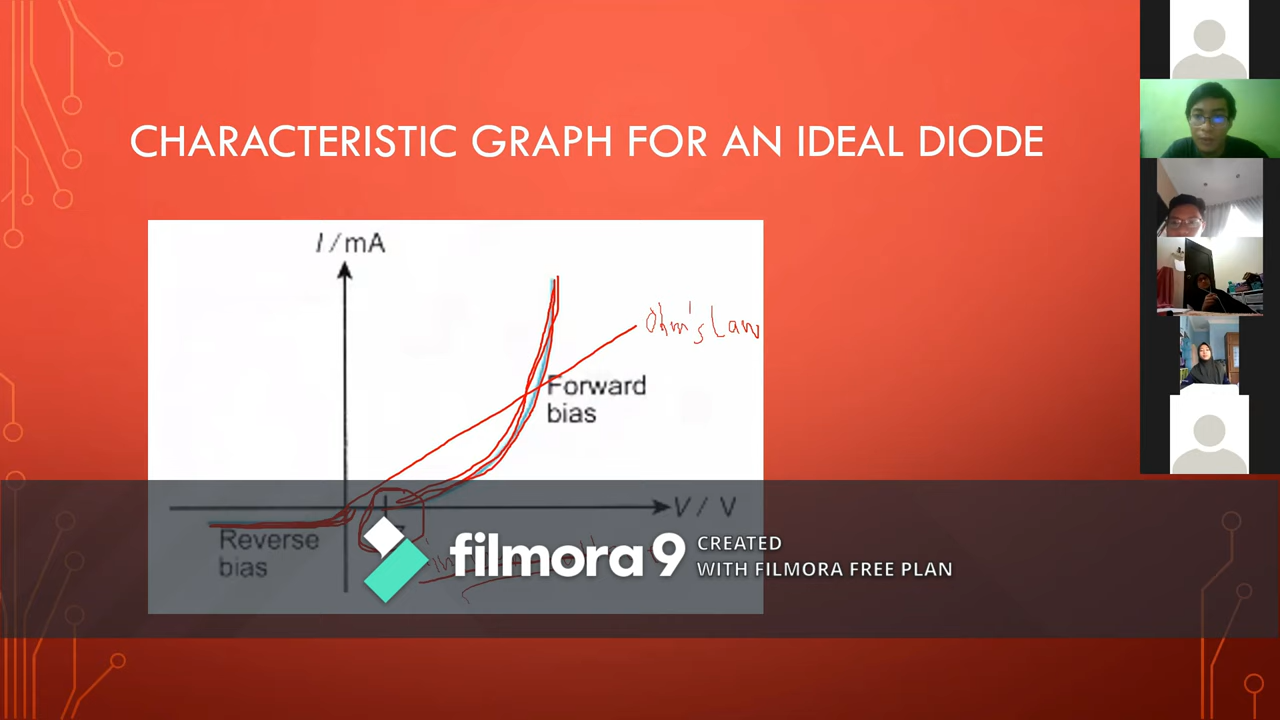 CHARACTERISTIC GRAPH FOR AN IDEAL DIODE
I/mA
Ohm's Law
Forward
bias
V/ V
Reverse
bias
filmora9
CREATED
WITH FILMORA FREE PLAN